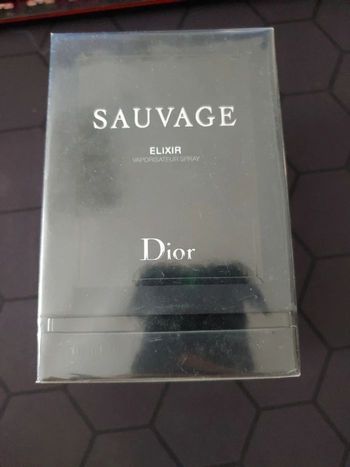 SAUVAGE
ELIXIR
VAPORISATEUR SPRAY
Dior